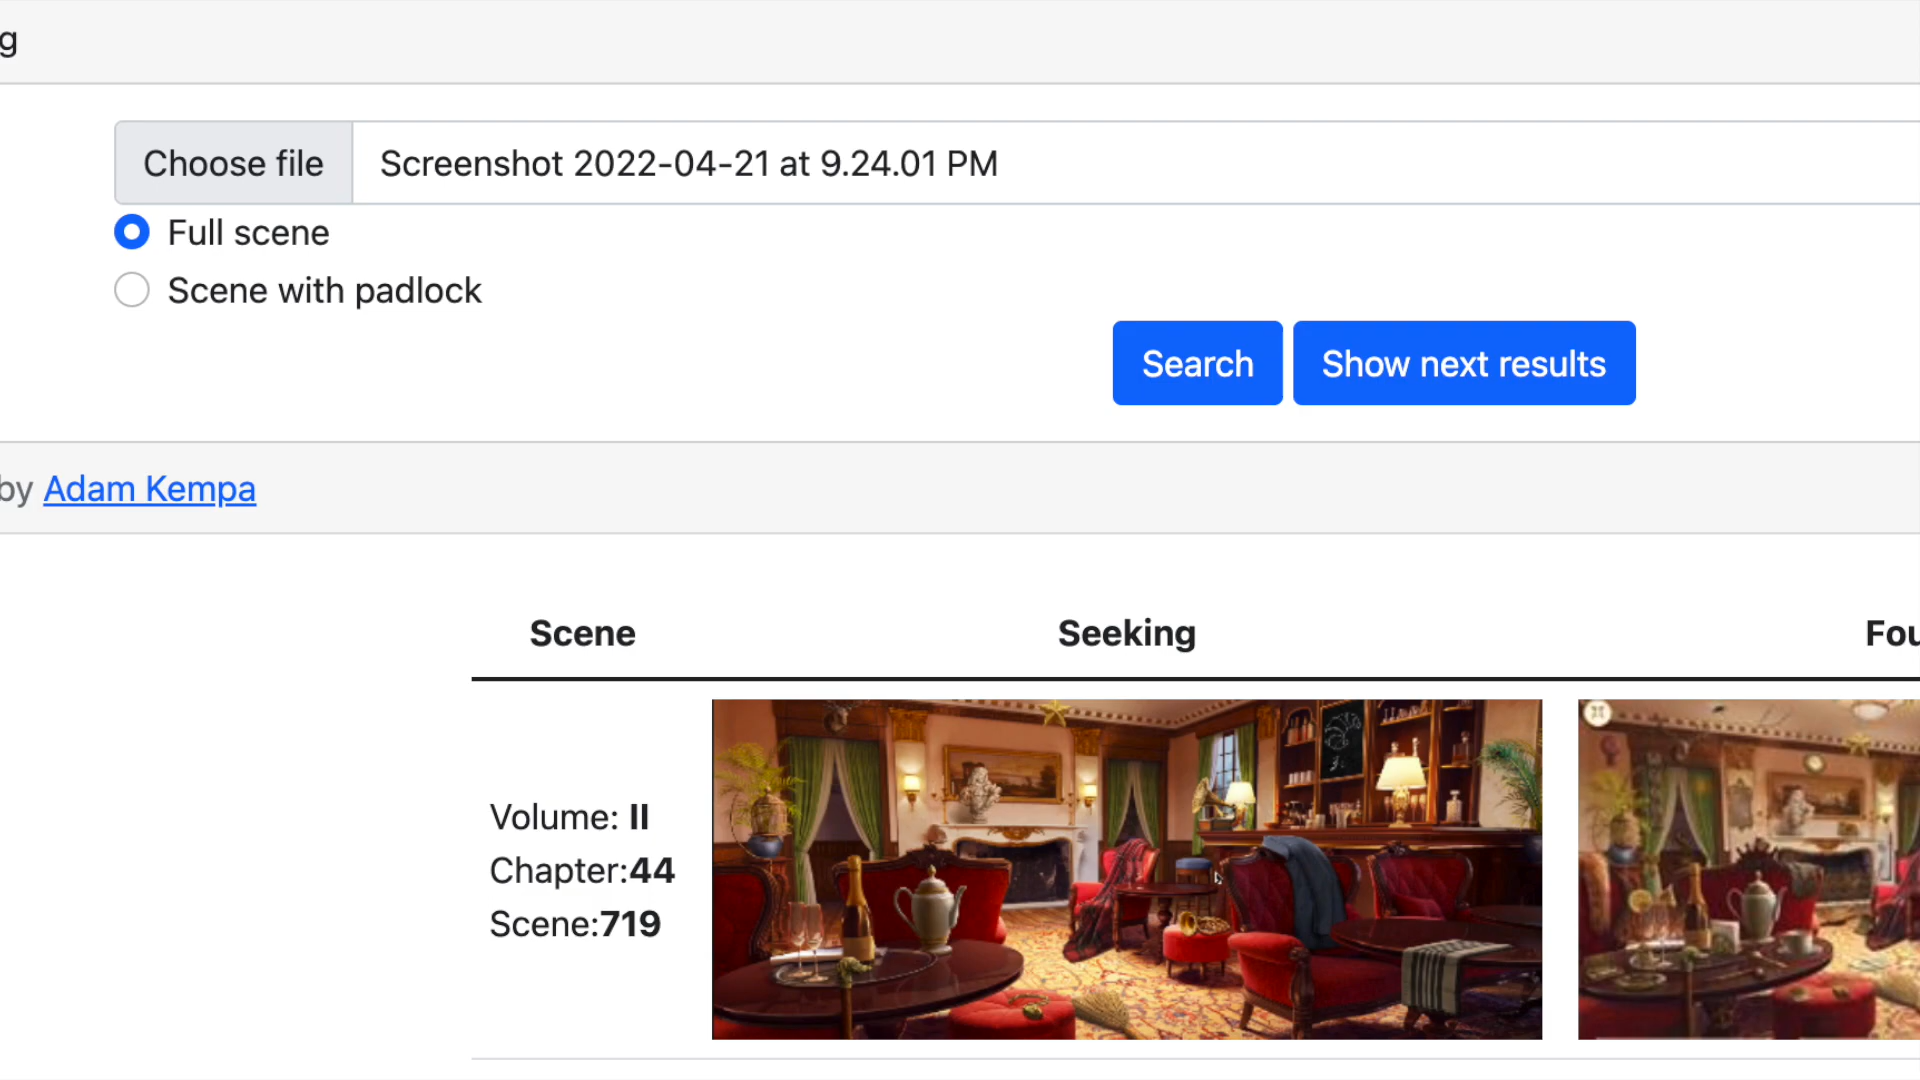 g
Choose file Screenshot 2022-04-21 at 9.24.01 PM
Full scene
Scene with padlock
Search Show next results
by Adam Kempa
Scene Seeking Fou
Volume: II
Chapter:44
Scene:719